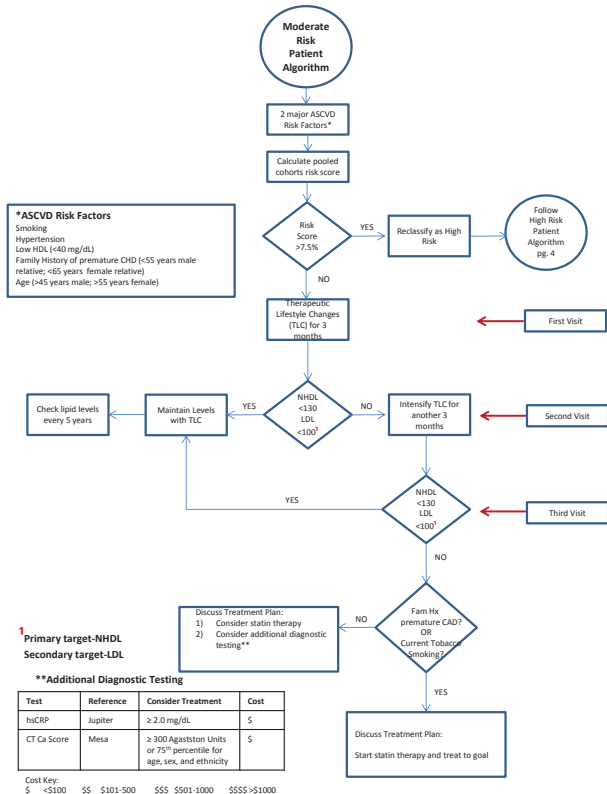 Moderate
Risk
Patient
Algorithm
2 major ASCVD
Risk Factors*
Calculate pooled
cohorts risk score
*ASCVD Risk Factors
Smoking
Hypertension
Low HDL (<40 mg/dL)
Family History of premature CHD (<55 years male
relative; <65 years female relative)
Age (>45 years male; >55 years female)
Risk
Score
>7.5%
YES
Reclassify as High
Risk
Follow
High Risk
Patient
Algorithm
pg. 4
NO
Therapeutic
Lifestyle Changes
(TLC) for 3
months
First Visit
Check lipid levels
every 5 years
Maintain Levels
with TLC
YES
NHDL
<130
LDL
<100¹
NO
Intensify TLC for
another 3
months
Second Visit
YES
NHDL
<130
LDL
<100¹
Third Visit
NO
Discuss Treatment Plan:
1) Consider statin therapy
2) Consider additional diagnostic
testing**
NO
Fam Hx
premature CAD?
OR
Current Tobacco
Smoking?
YES
Discuss Treatment Plan:
Start statin therapy and treat to goal
¹Primary target-NHDL
Secondary target-LDL
**Additional Diagnostic Testing
Test Reference Consider Treatment Cost
hsCRP Jupiter ≥ 2.0 mg/dL $
CT Ca Score Mesa ≥ 300 Agastston Units $
or 75th percentile for
age, sex, and ethnicity
Cost Key:
$ <$100 $$ $101-500 $$$ $501-1000 $$$$ >$1000